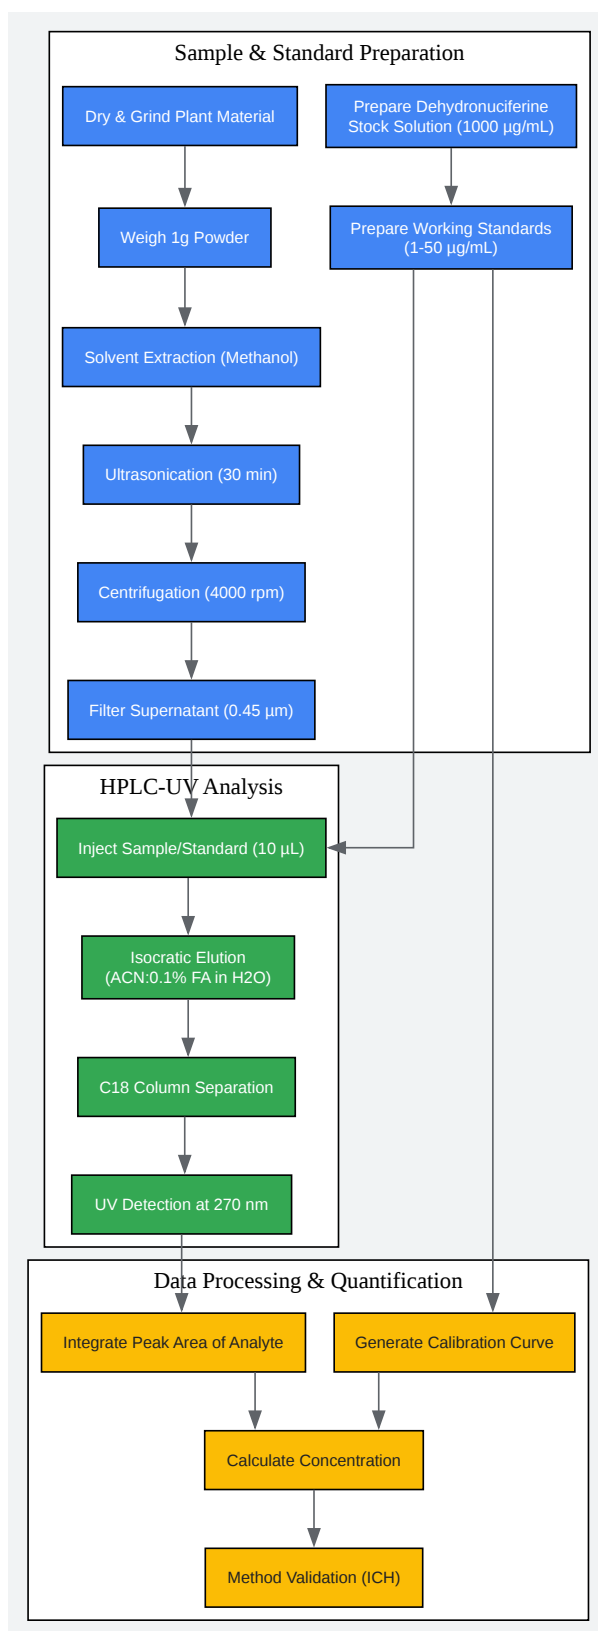 Sample & Standard Preparation
Dry & Grind Plant Material
Prepare Dehydronuciferine
Stock Solution (1000 µg/mL)
Weigh 1g Powder
Prepare Working Standards
(1-50 µg/mL)
Solvent Extraction (Methanol)
Ultrasonication (30 min)
Centrifugation (4000 rpm)
Filter Supernatant (0.45 µm)
HPLC-UV Analysis
Inject Sample/Standard (10 µL)
Isocratic Elution
(ACN:0.1% FA in H2O)
C18 Column Separation
UV Detection at 270 nm
Data Processing & Quantification
Integrate Peak Area of Analyte
Generate Calibration Curve
Calculate Concentration
Method Validation (ICH)